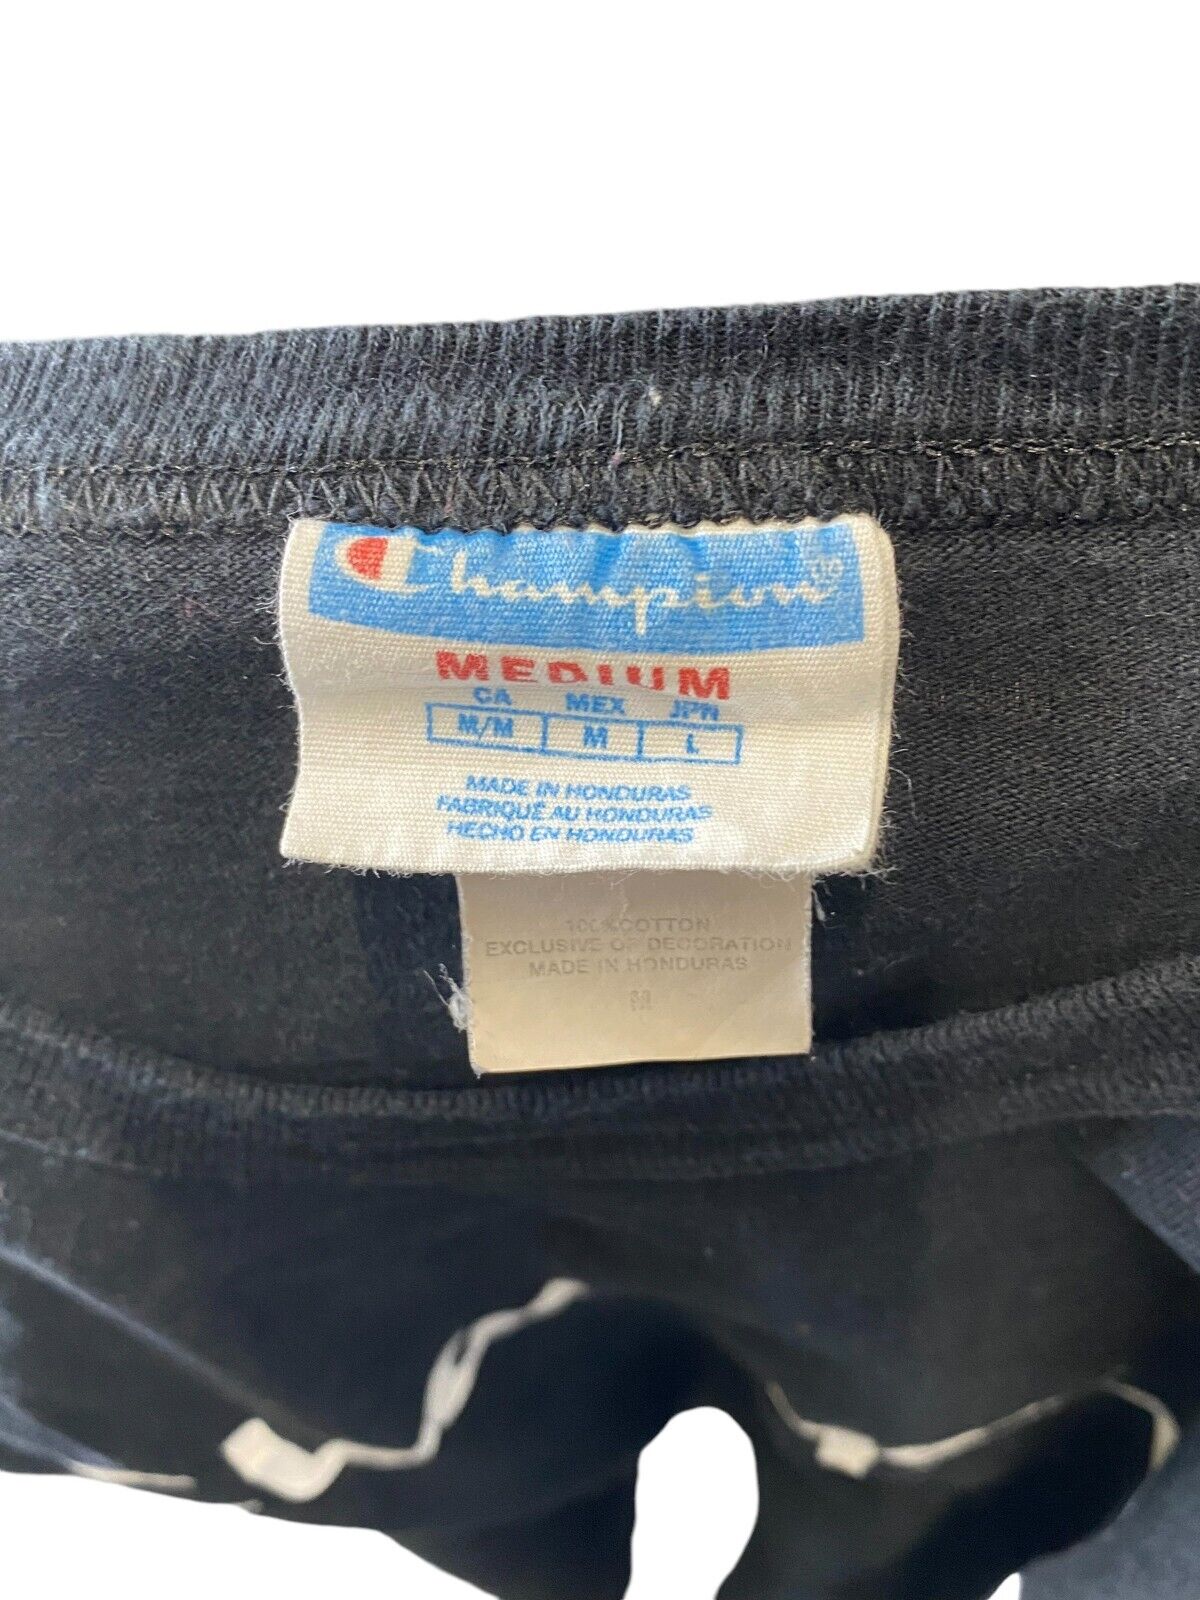 Champion
MEDIUM
CA MEX JPN
M/M M L
MADE IN HONDURAS
FABRIQUÉ AU HONDURAS
HECHO EN HONDURAS
100% COTTON
EXCLUSIVE OF DECORATION
MADE IN HONDURAS